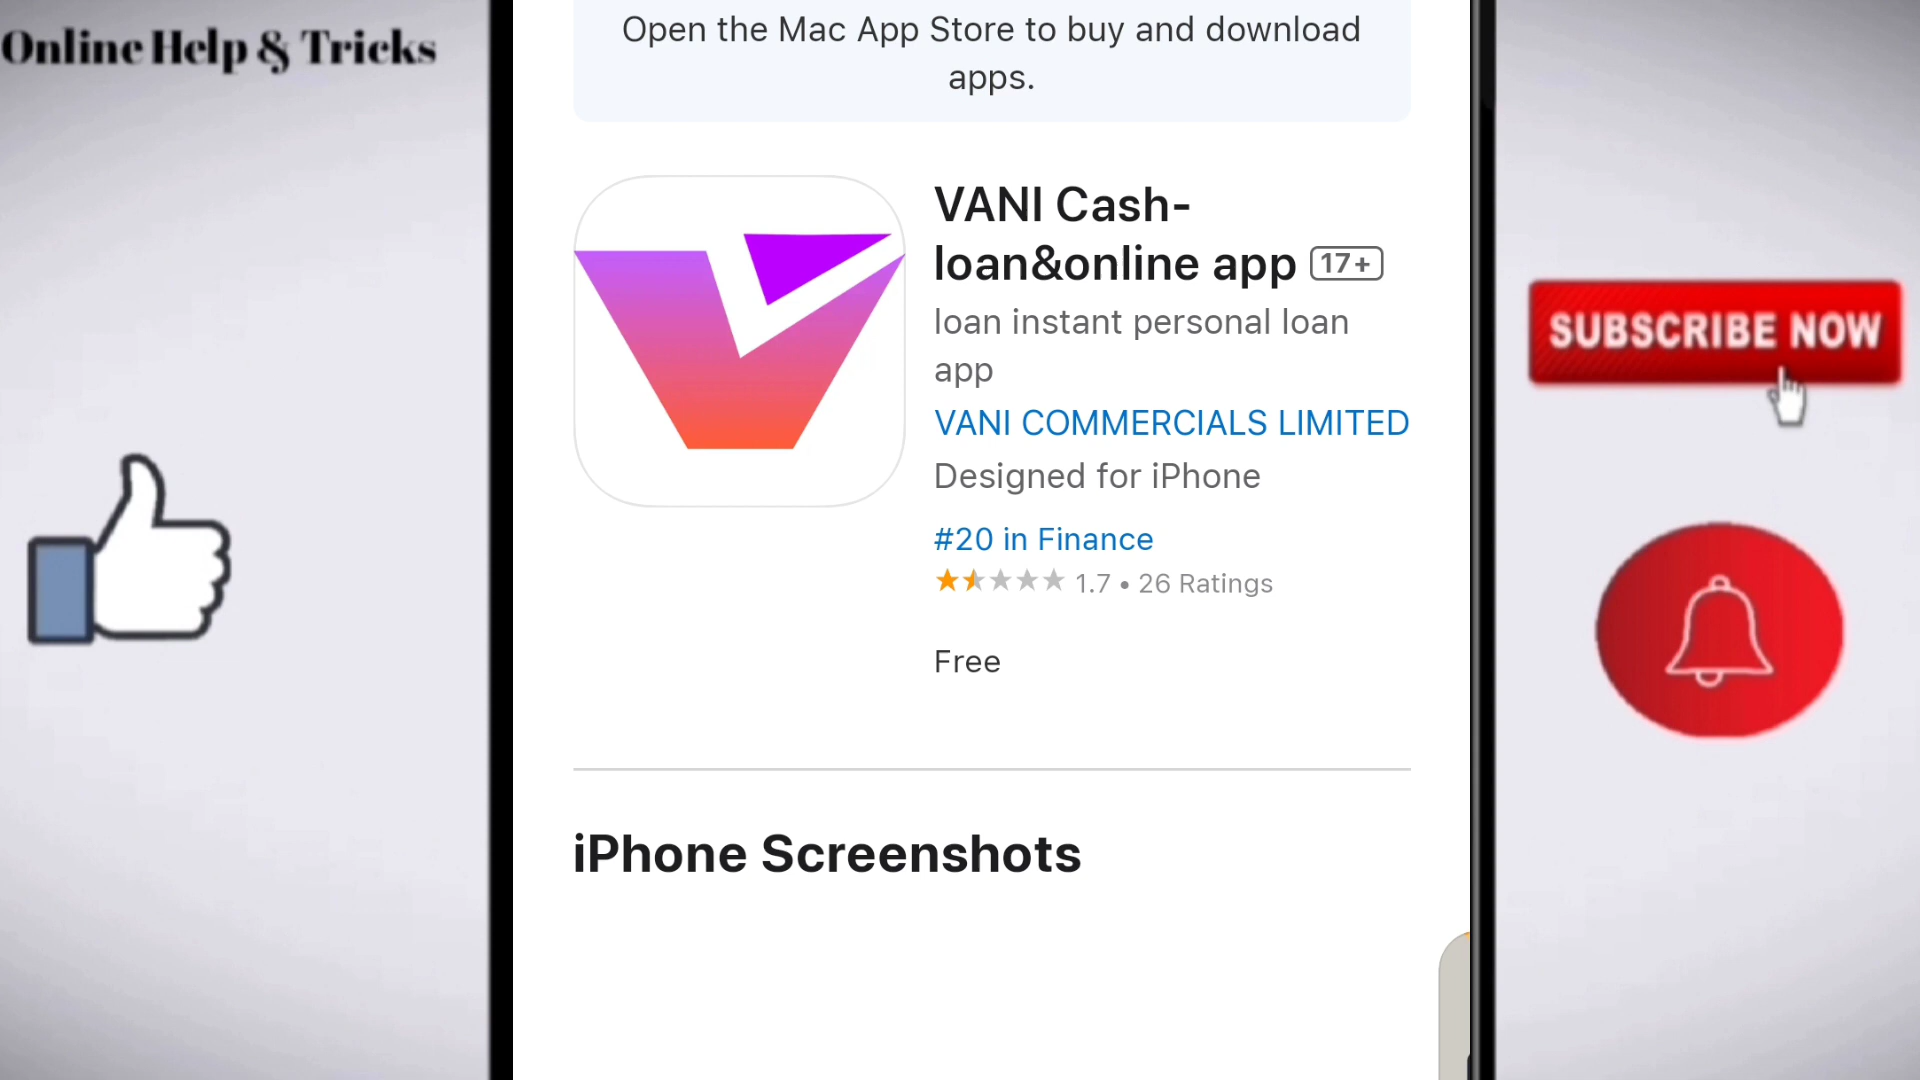 Online Help & Tricks
Open the Mac App Store to buy and download
apps.
VANI Cash-
loan&online app 17+
loan instant personal loan
app
VANI COMMERCIALS LIMITED
Designed for iPhone
#20 in Finance
1.7 • 26 Ratings
Free
iPhone Screenshots
SUBSCRIBE NOW